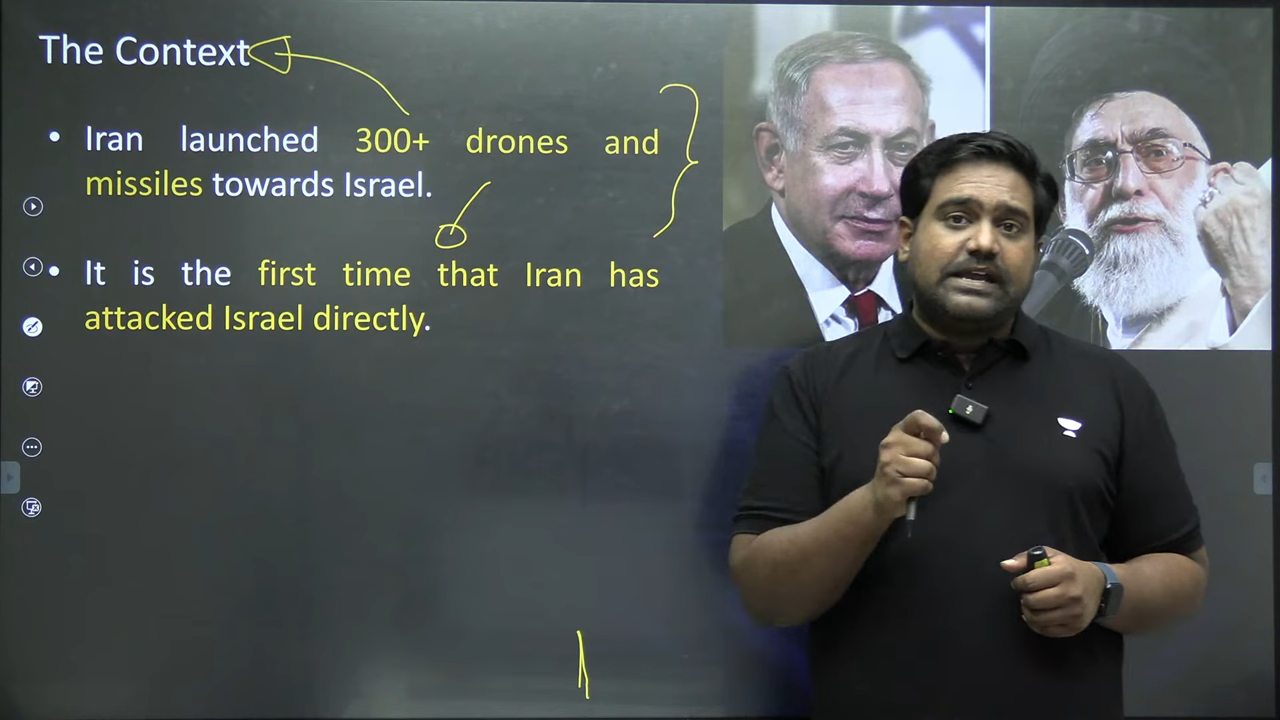 The Context
• Iran launched 300+ drones and
missiles towards Israel.
• It is the first time that Iran has
attacked Israel directly.